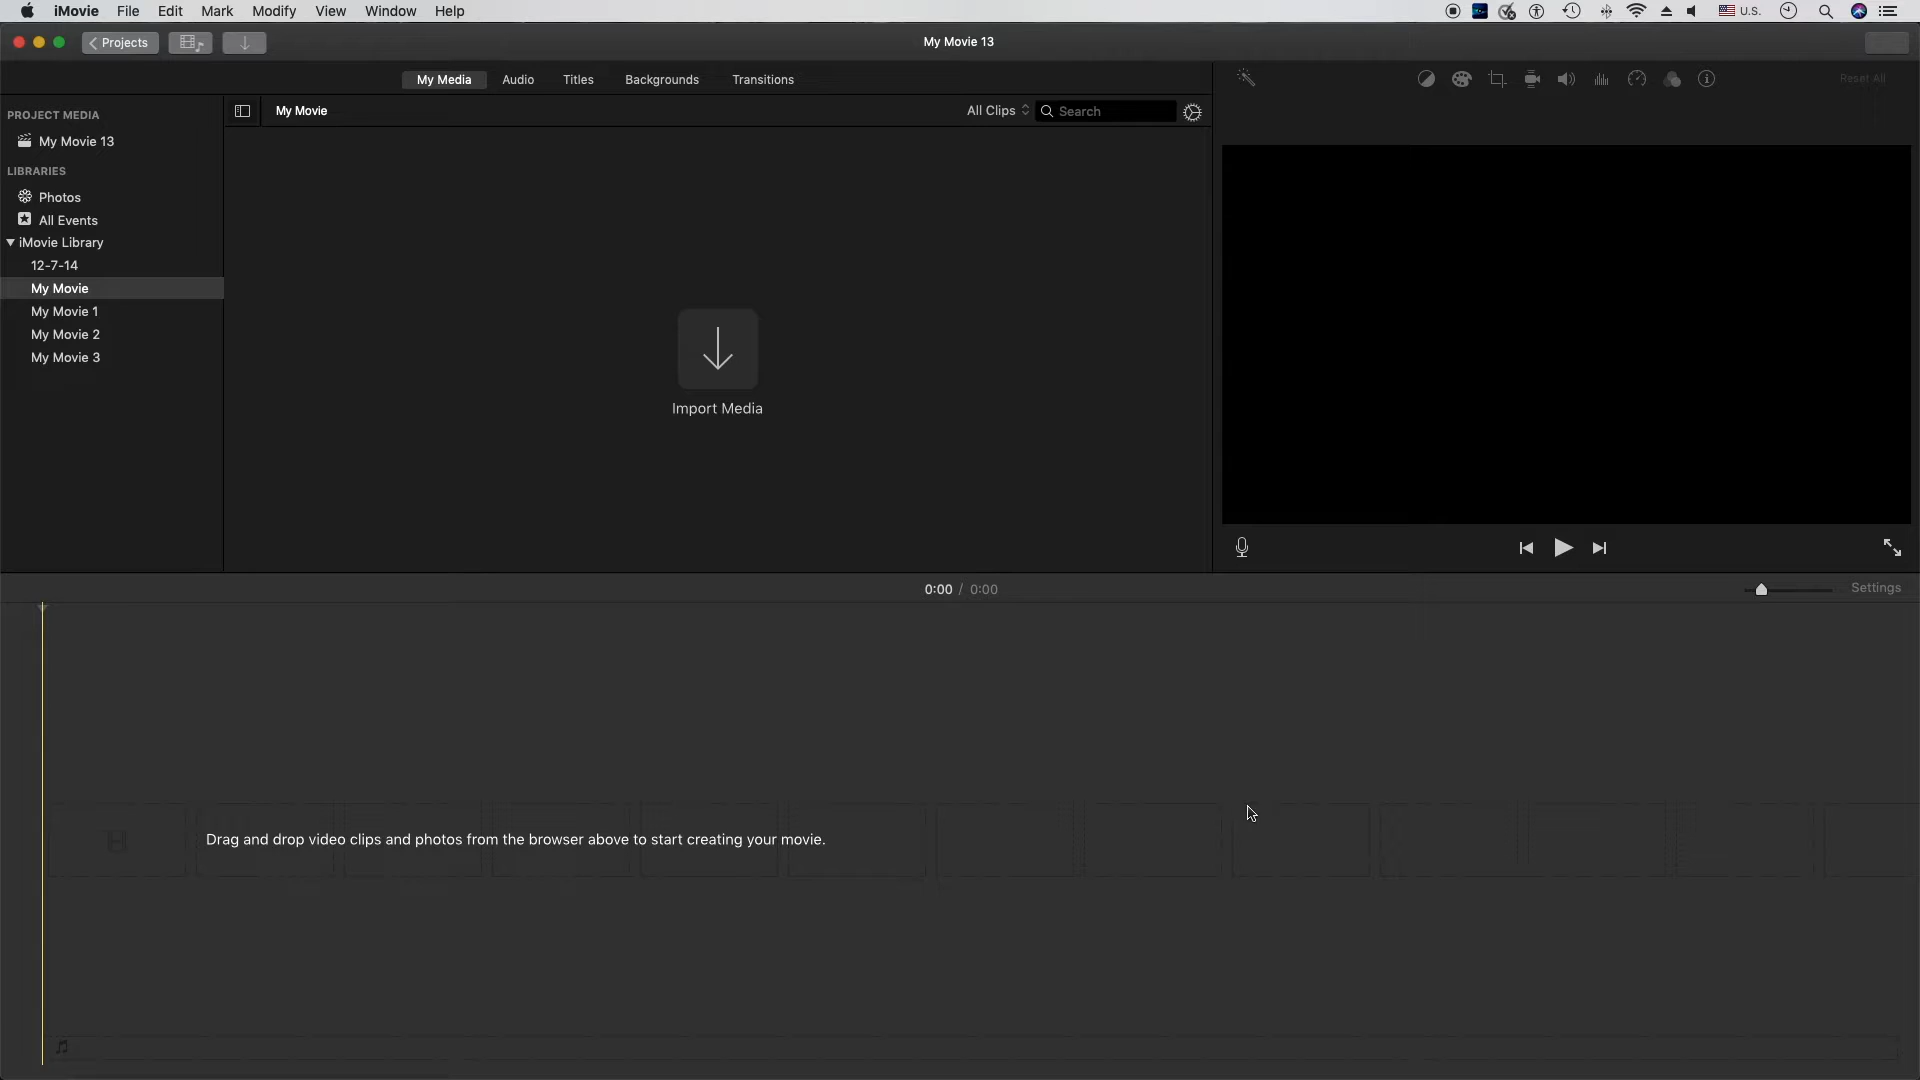 iMovie File Edit Mark Modify View Window Help U.S.
Projects My Movie 13
My Media Audio Titles Backgrounds Transitions Reset All
PROJECT MEDIA
My Movie All Clips Search
My Movie 13
LIBRARIES
Photos
All Events
iMovie Library
12-7-14
My Movie
My Movie 1
My Movie 2
My Movie 3
Import Media
0:00 / 0:00 Settings
Drag and drop video clips and photos from the browser above to start creating your movie.